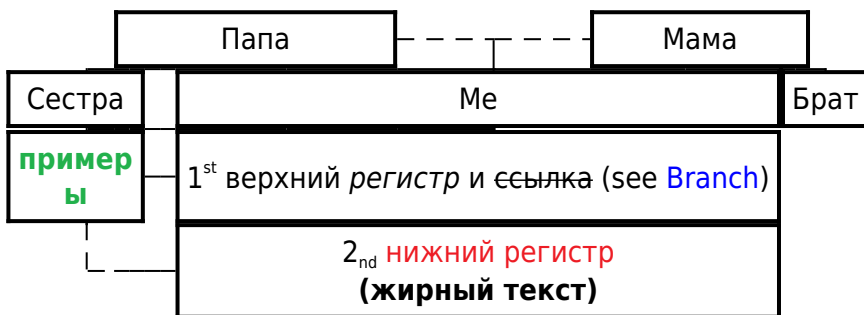 Папа Мама
Сестра Me Брат
пример
ы
1st верхний регистр и ссылка (see Branch)
2nd нижний регистр
(жирный текст)